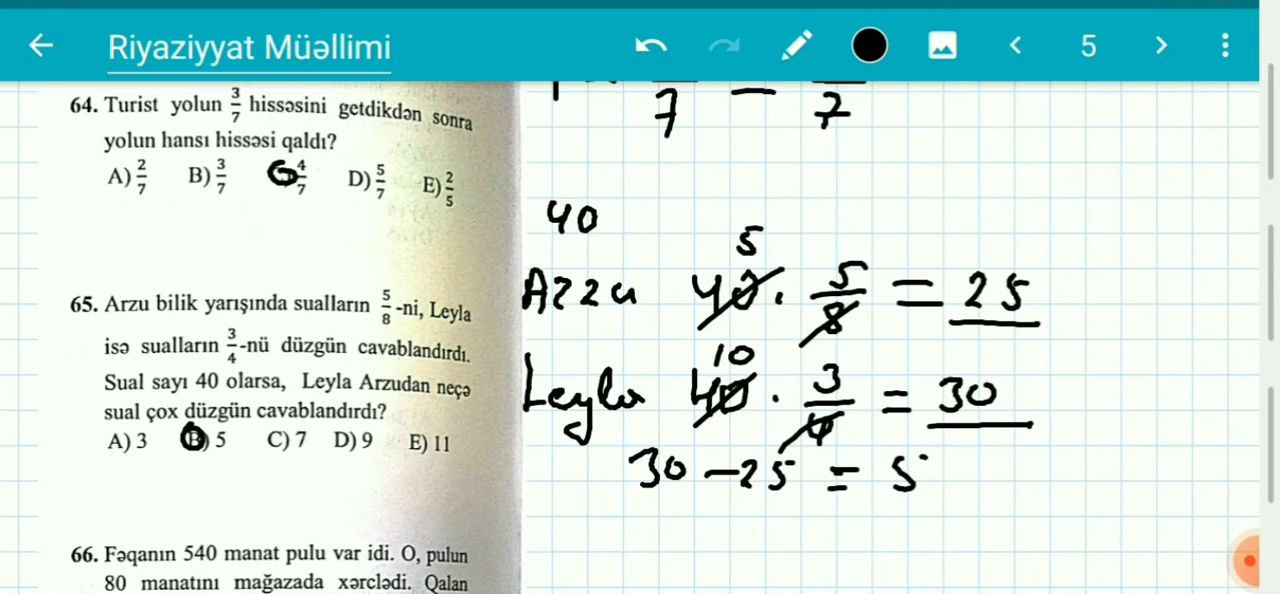 Riyaziyyat Müəllimi
5
64. Turist yolun 3/7 hissəsini getdikdən sonra
yolun hansı hissəsi qaldı?
A) 2/7 B) 3/7 4/7 D) 5/7 E) 2/5
65. Arzu bilik yarışında sualların 5/8 -ni, Leyla
isə sualların 3/4 -nü düzgün cavablandırdı.
Sual sayı 40 olarsa, Leyla Arzudan neçə
sual çox düzgün cavablandırdı?
A) 3 B) 5 C) 7 D) 9 E) 11
66. Fəqanın 540 manat pulu var idi. O, pulun
80 manatını mağazada xərclədi. Qalan
7 — 7
40
5
Arzu 40 · 5/8 = 25
10
Leyla 40 · 3/4 = 30
30 – 25 = 5